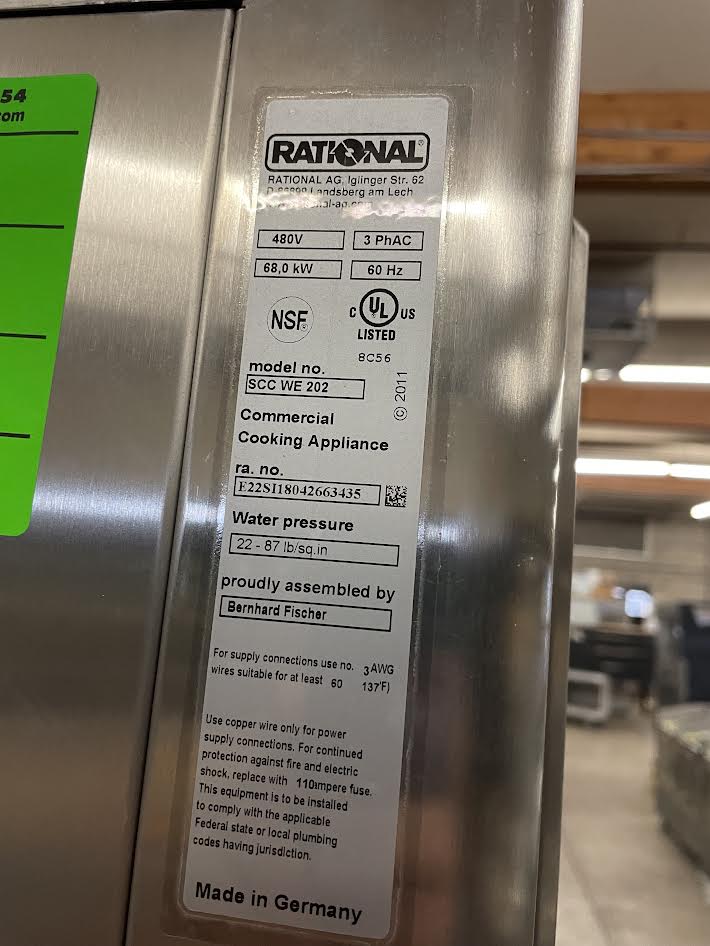 54
com
RATIONAL®
RATIONAL AG, Iglinger Str. 62
Landsberg am Lech
480V
3 PhAC
68,0 kW
60 Hz
NSF®
C UL US
LISTED
8C56
model no.
SCC WE 202
© 2011
Commercial
Cooking Appliance
ra. no.
E22SI18042663435
Water pressure
22 - 87 lb/sq.in
proudly assembled by
Bernhard Fischer
For supply connections use no. 3 AWG
wires suitable for at least 60 137°F)
Use copper wire only for power
supply connections. For continued
protection against fire and electric
shock, replace with 110ampere fuse.
This equipment is to be installed
to comply with the applicable
Federal state or local plumbing
codes having jurisdiction.
Made in Germany